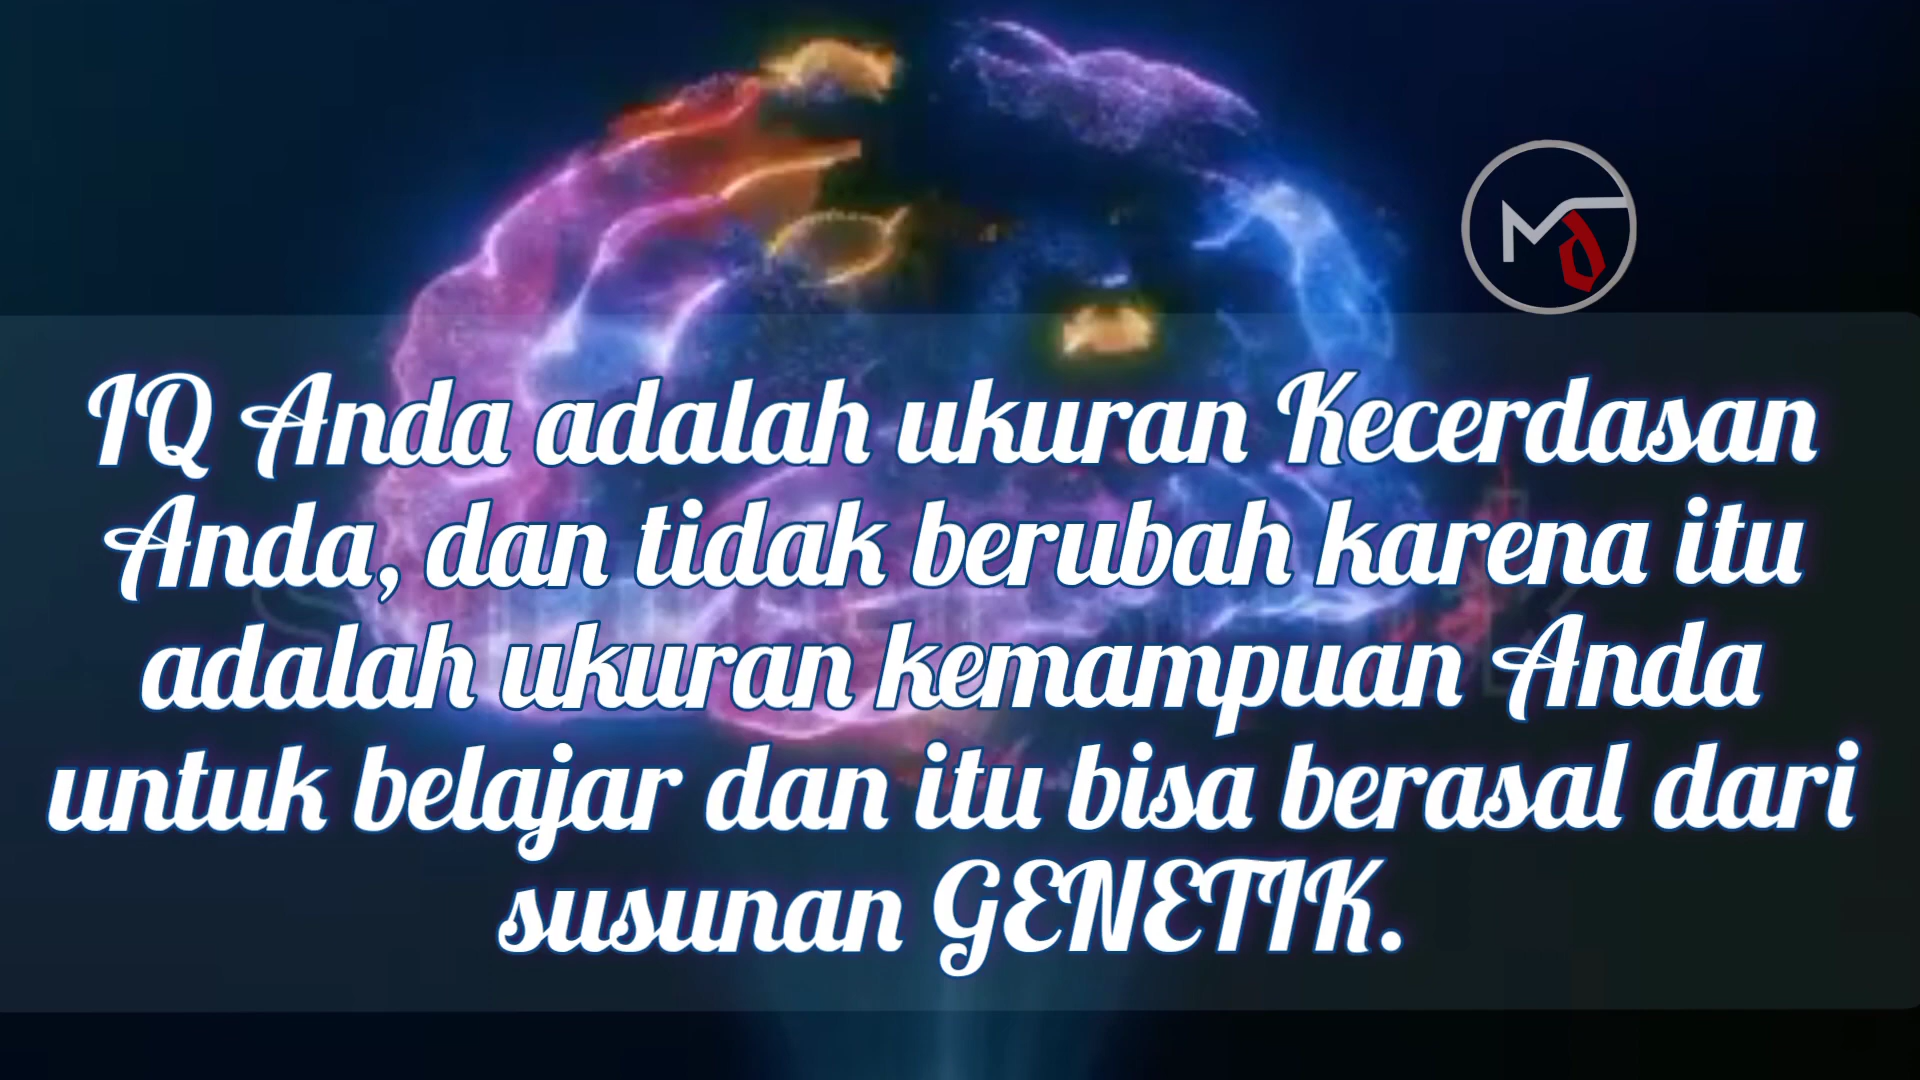 IQ Anda adalah ukuran Kecerdasan
Anda, dan tidak berubah karena itu
adalah ukuran kemampuan Anda
untuk belajar dan itu bisa berasal dari
susunan GENETIK.